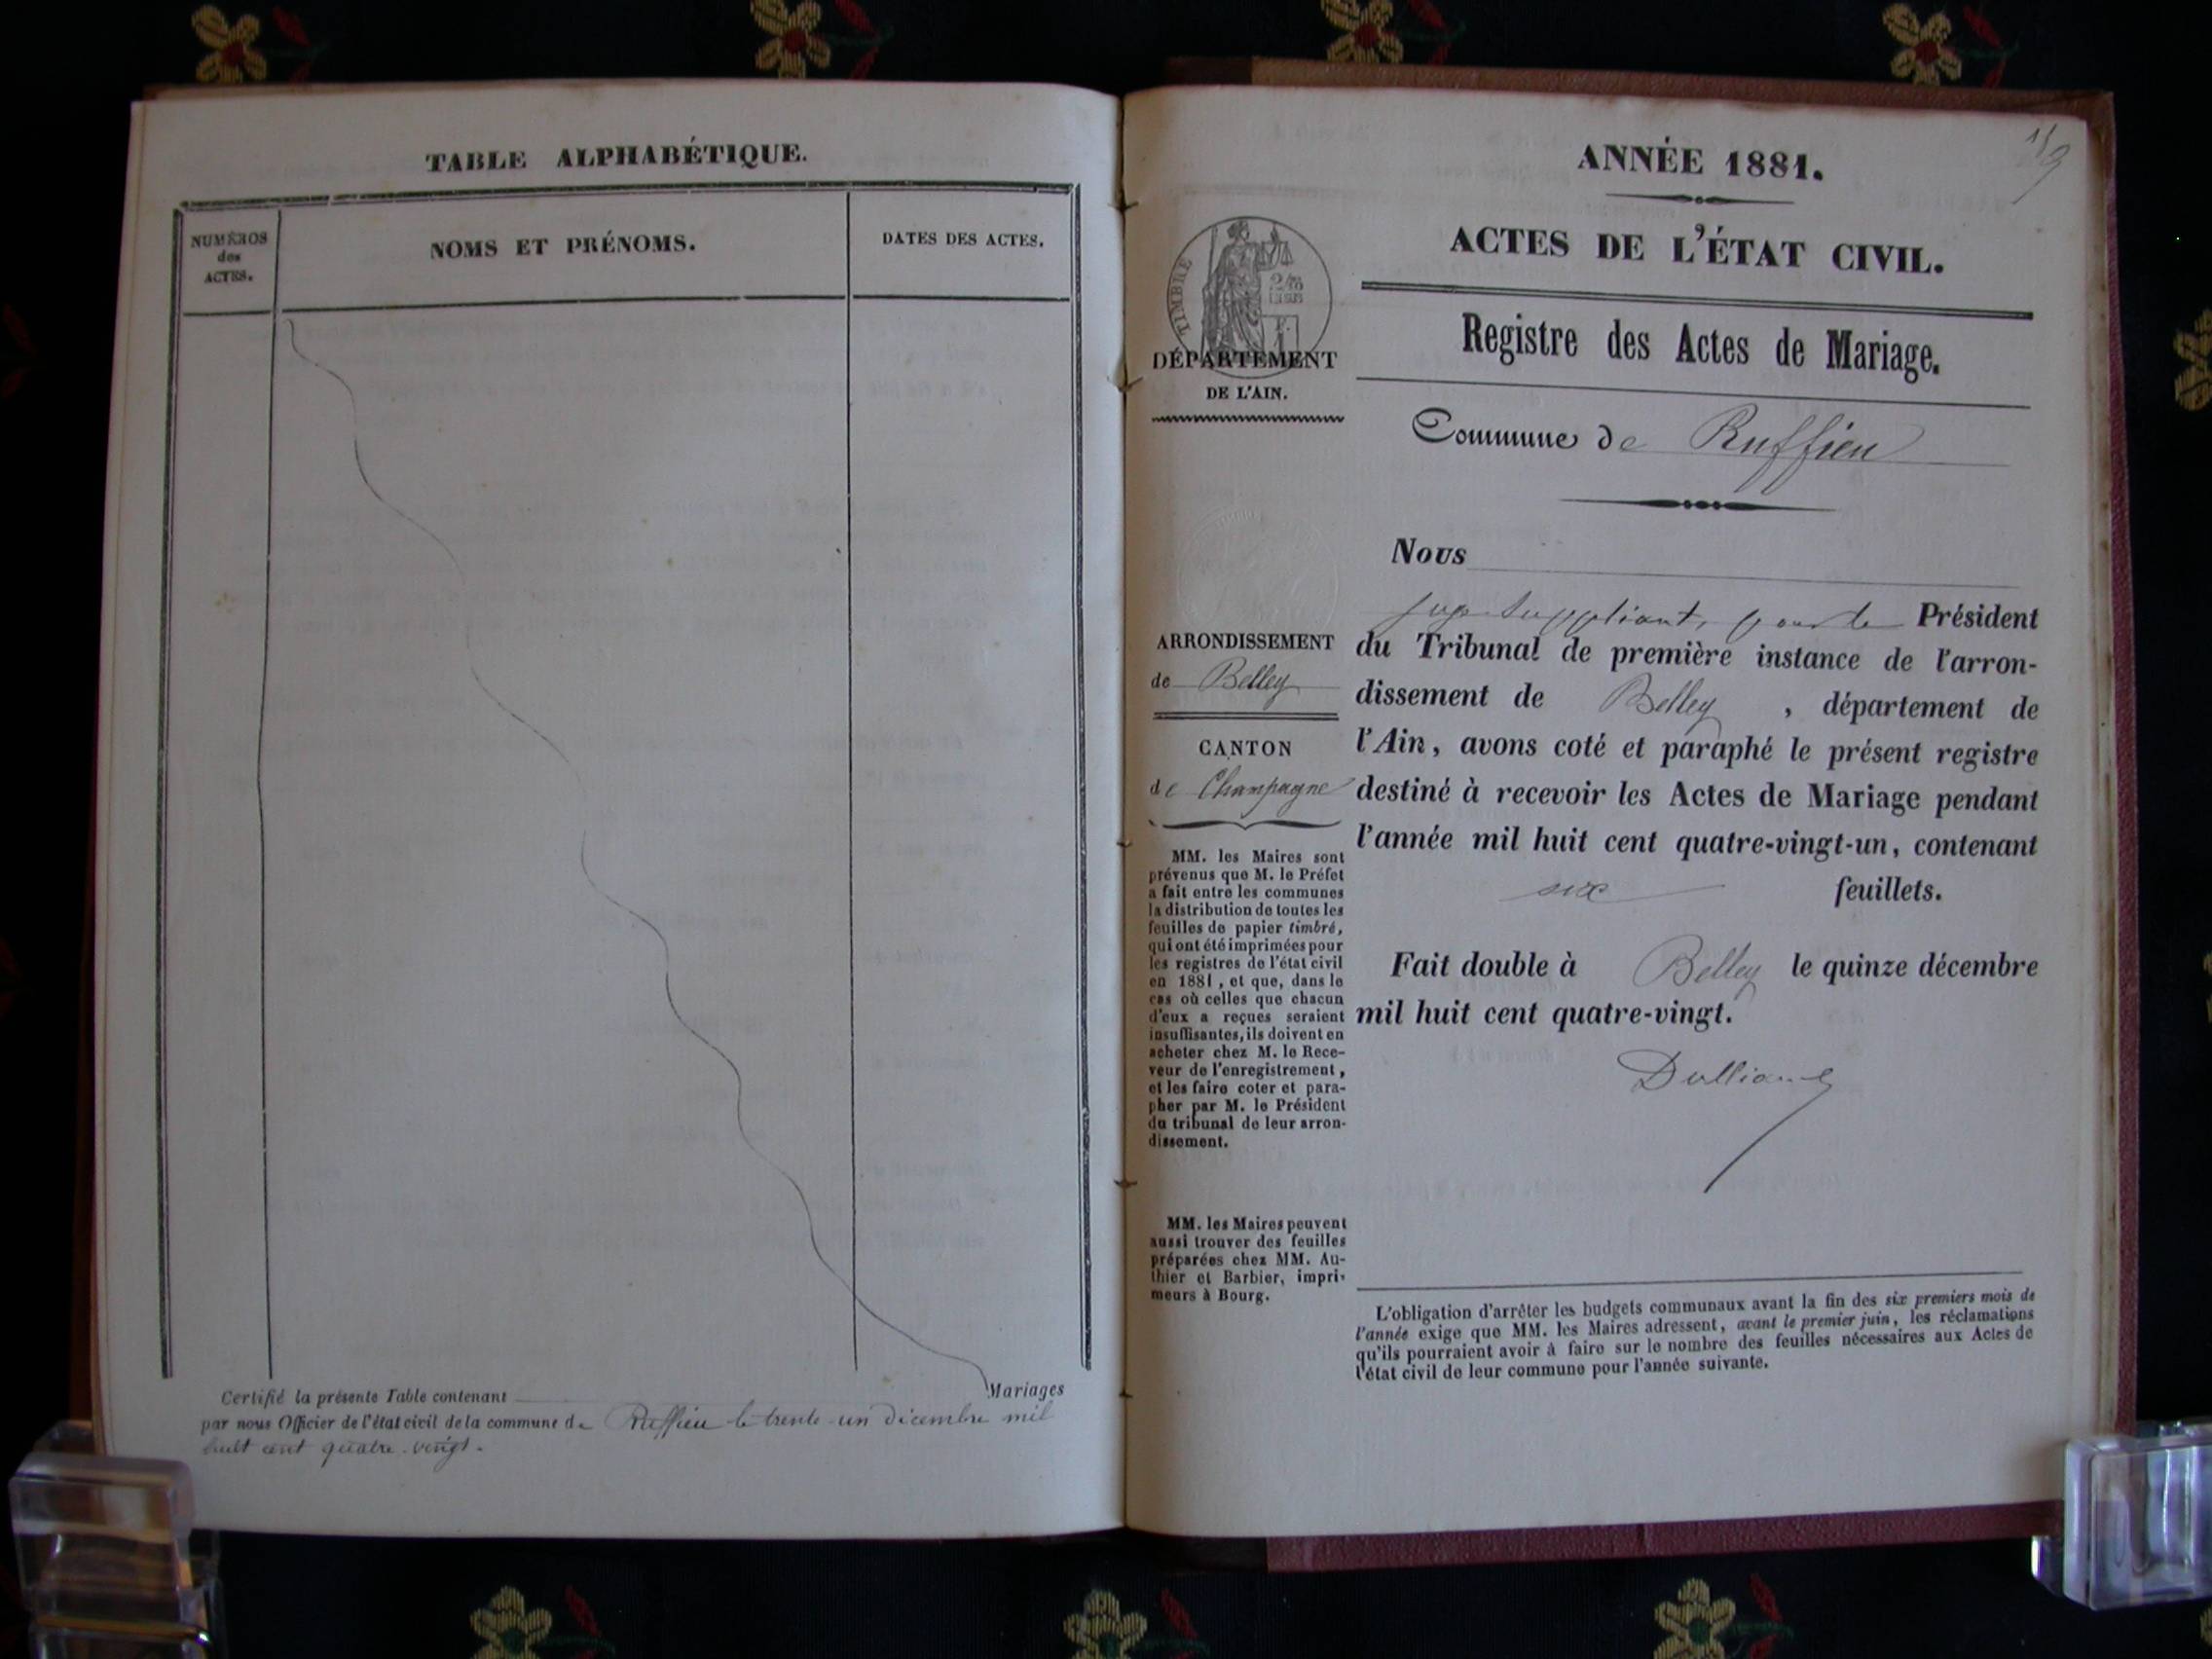 TABLE ALPHABÉTIQUE.
NUMÉROS
des
ACTES.
NOMS ET PRÉNOMS.
DATES DES ACTES.
Certifié la présente Table contenant Mariages
par nous Officier de l'état civil de la commune de Ruffieu le trente-un décembre mil
huit cent quatre-vingt.
159
ANNÉE 1881.
ACTES DE L'ÉTAT CIVIL.
Registre des Actes de Mariage.
Commune de Ruffieu
TIMBRE
DÉPARTEMENT
DE L'AIN.
ARRONDISSEMENT
de Belley
CANTON
de Champagne
MM. les Maires sont
prévenus que M. le Préfet
a fait entre les communes
la distribution de toutes les
feuilles de papier timbré,
qui ont été imprimées pour
les registres de l'état civil
en 1881, et que, dans le
cas où celles que chacun
d'eux a reçues seraient
insuffisantes, ils doivent en
acheter chez M. le Rece-
veur de l'enregistrement,
et les faire coter et para-
pher par M. le Président
du tribunal de leur arron-
dissement.
MM. les Maires peuvent
aussi trouver des feuilles
préparées chez MM. Au-
thier et Barbier, impri-
meurs à Bourg.
Nous
juge suppléant, pour le Président
du Tribunal de première instance de l'arron-
dissement de Belley, département de
l'Ain, avons coté et paraphé le présent registre
destiné à recevoir les Actes de Mariage pendant
l'année mil huit cent quatre-vingt-un, contenant
six feuillets.
Fait double à Belley le quinze décembre
mil huit cent quatre-vingt.
L'obligation d'arrêter les budgets communaux avant la fin des six premiers mois de
l'année exige que MM. les Maires adressent, avant le premier juin, les réclamations
qu'ils pourraient avoir à faire sur le nombre des feuilles nécessaires aux Actes de
l'état civil de leur commune pour l'année suivante.